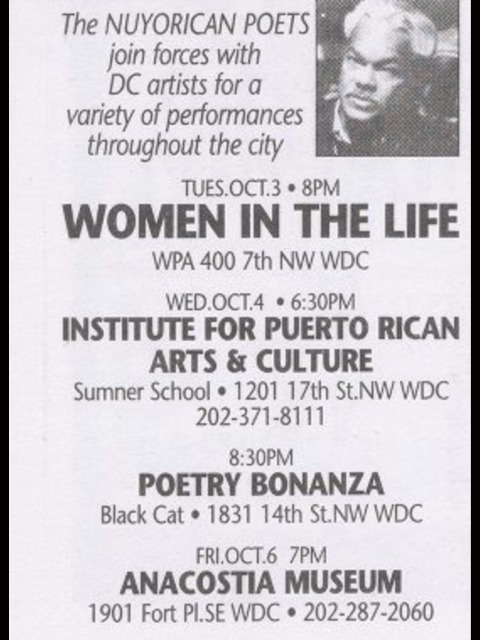 The NUYORICAN POETS
join forces with
DC artists for a
variety of performances
throughout the city
TUES.OCT.3 • 8PM
WOMEN IN THE LIFE
WPA 400 7th NW WDC
WED.OCT.4 • 6:30PM
INSTITUTE FOR PUERTO RICAN
ARTS & CULTURE
Sumner School • 1201 17th St.NW WDC
202-371-8111
8:30PM
POETRY BONANZA
Black Cat • 1831 14th St.NW WDC
FRI.OCT.6 7PM
ANACOSTIA MUSEUM
1901 Fort Pl.SE WDC • 202-287-2060